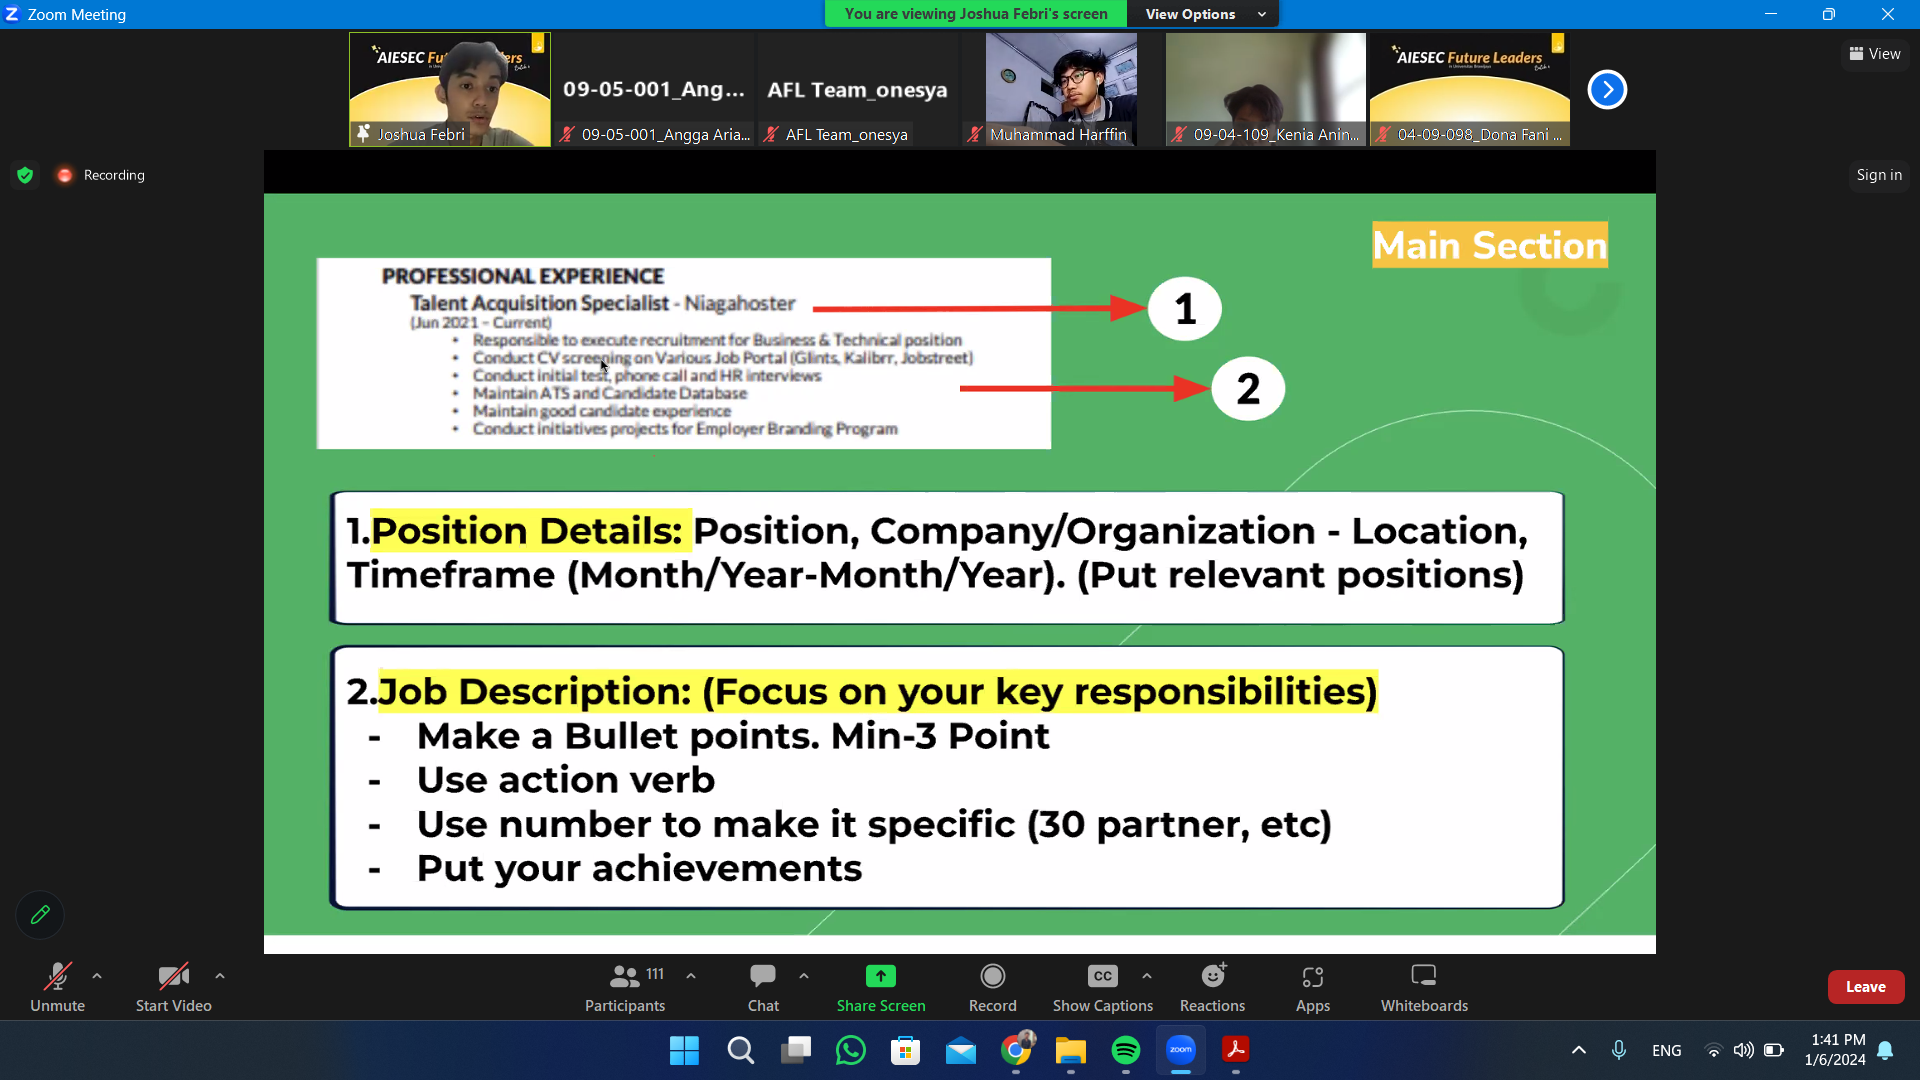 Zoom Meeting
You are viewing Joshua Febri's screen
View Options
AIESEC Fu
ers
Joshua Febri
09-05-001_Ang...
09-05-001_Angga Aria...
AFL Team_onesya
AFL Team_onesya
Muhammad Harffin
09-04-109_Kenia Anin...
AIESEC Future Leaders
04-09-098_Dona Fani ...
View
Recording
Sign in
Main Section
PROFESSIONAL EXPERIENCE
Talent Acquisition Specialist - Niagahoster
(Jun 2021 – Current)
• Responsible to execute recruitment for Business & Technical position
• Conduct CV screening on Various Job Portal (Glints, Kalibrr, Jobstreet)
• Conduct initial test, phone call and HR interviews
• Maintain ATS and Candidate Database
• Maintain good candidate experience
• Conduct initiatives projects for Employer Branding Program
1
2
1.Position Details: Position, Company/Organization - Location,
Timeframe (Month/Year-Month/Year). (Put relevant positions)
2.Job Description: (Focus on your key responsibilities)
- Make a Bullet points. Min-3 Point
- Use action verb
- Use number to make it specific (30 partner, etc)
- Put your achievements
Unmute
Start Video
111
Participants
Chat
Share Screen
Record
CC
Show Captions
Reactions
Apps
Whiteboards
Leave
zoom
ENG
1:41 PM
1/6/2024